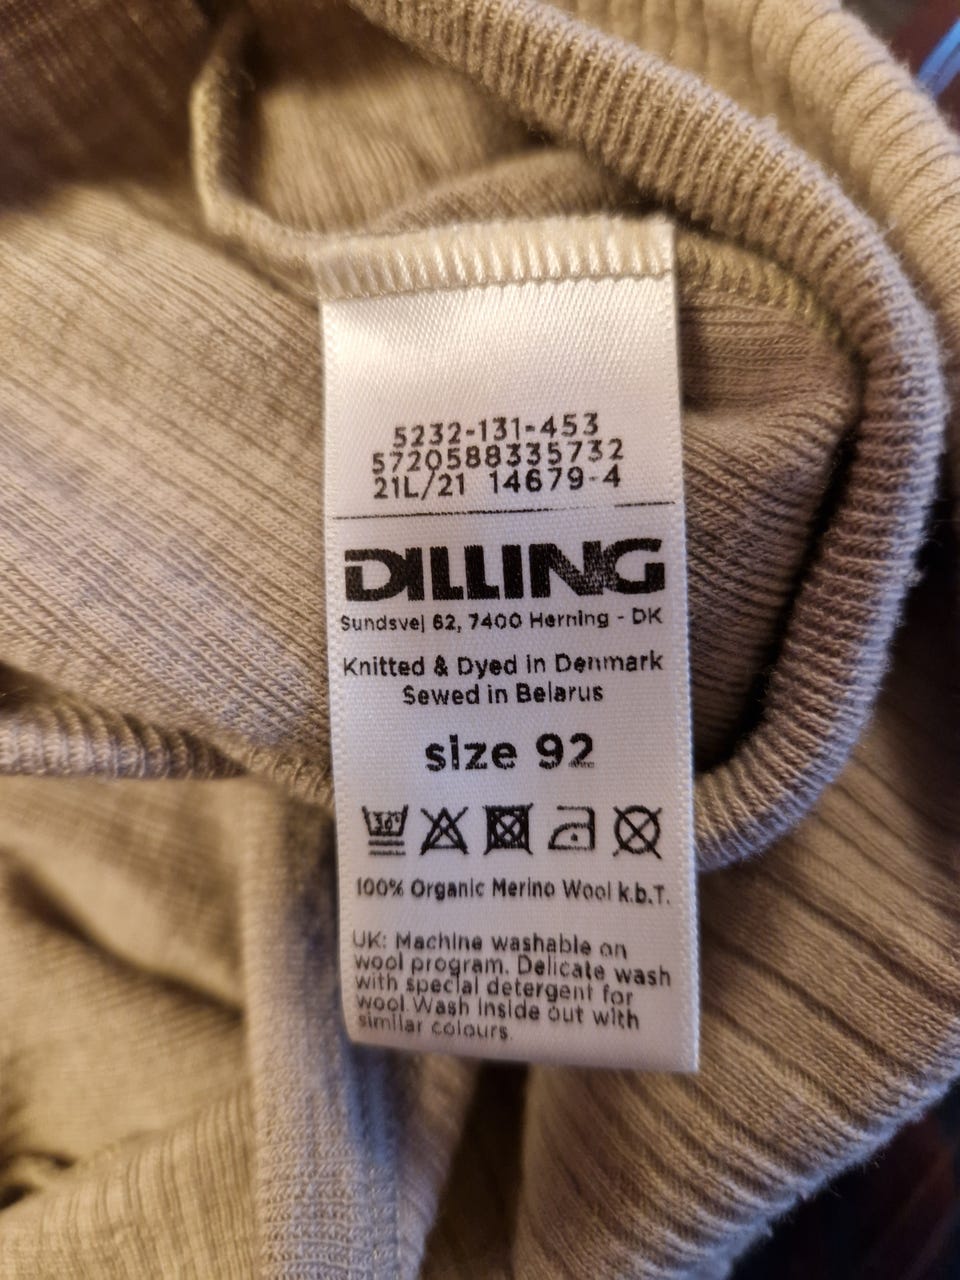 5232-131-453
5720588335732
21L/21 14679-4
DILLING
Sundsvej 62, 7400 Herning - DK
Knitted & Dyed in Denmark
Sewed in Belarus
size 92
30°
100% Organic Merino Wool k.b.T.
UK: Machine washable on
wool program. Delicate wash
with special detergent for
wool. Wash inside out with
similar colours.